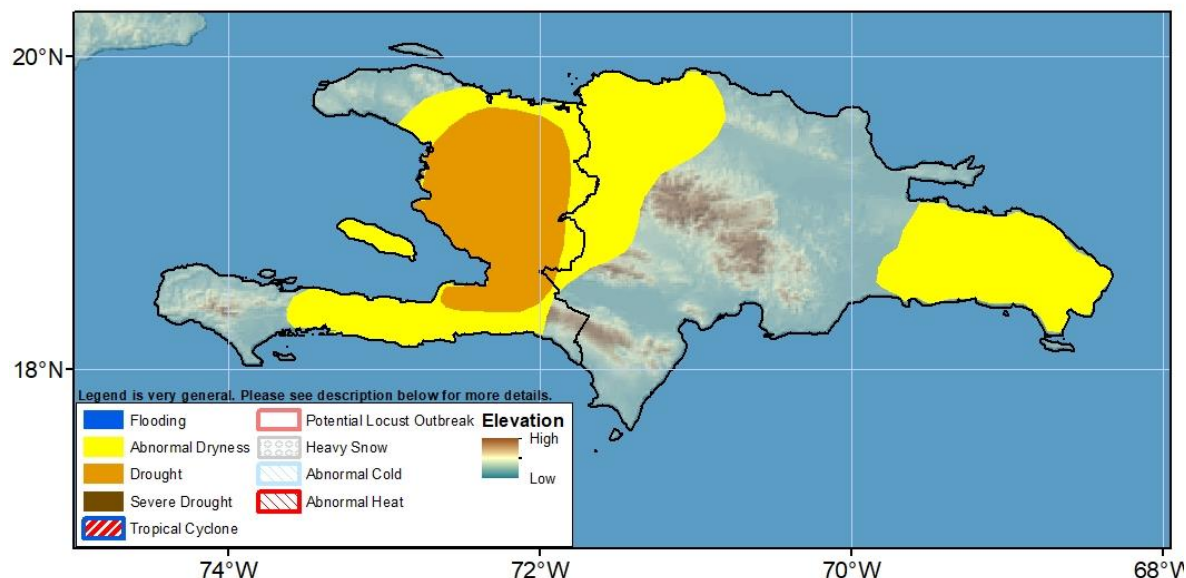 20°N
18°N
Legend is very general. Please see description below for more details.
Flooding
Potential Locust Outbreak
Elevation
Abnormal Dryness
Heavy Snow
High
Drought
Abnormal Cold
Low
Severe Drought
Abnormal Heat
Tropical Cyclone
74°W
72°W
70°W
68°W